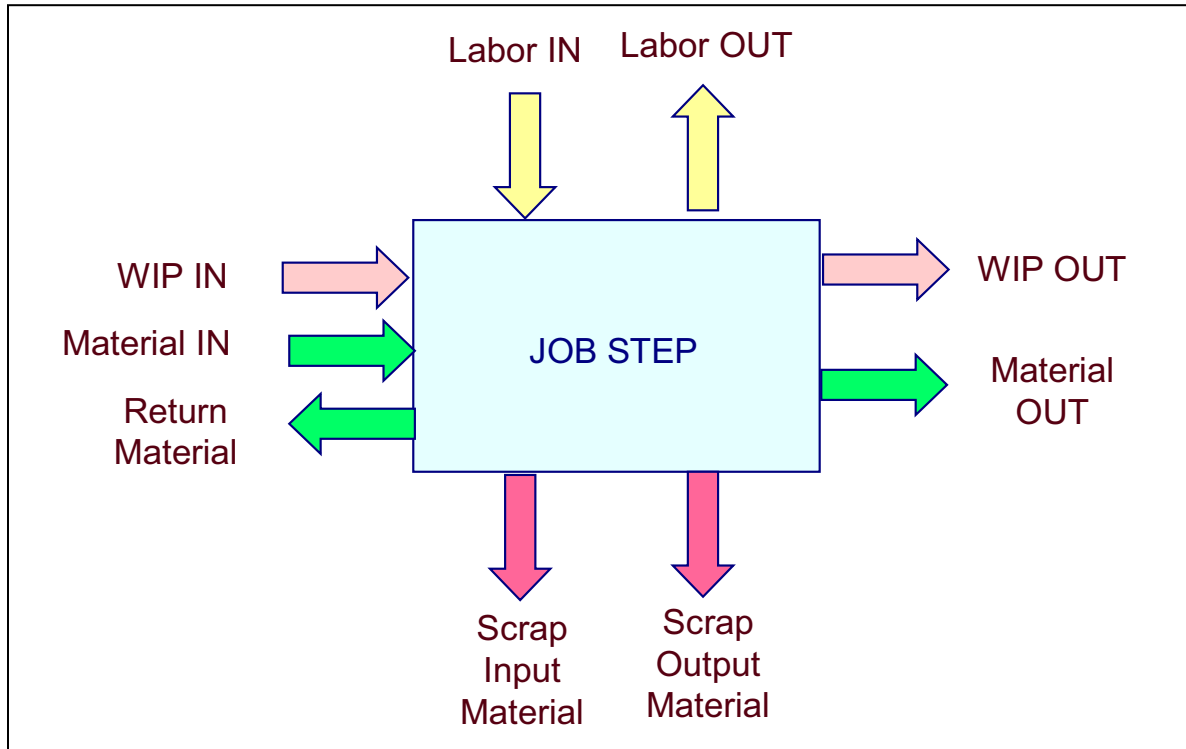 Labor IN
Labor OUT
WIP IN
WIP OUT
Material IN
JOB STEP
Material
OUT
Return
Material
Scrap
Input
Material
Scrap
Output
Material